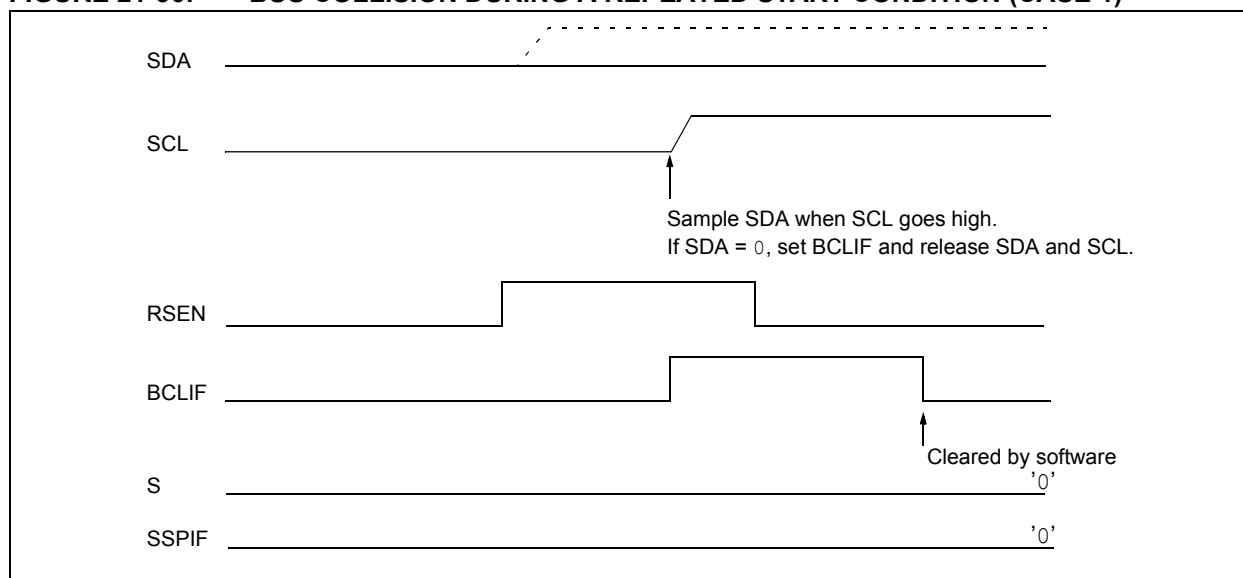 SDA
SCL
Sample SDA when SCL goes high.
If SDA = 0, set BCLIF and release SDA and SCL.
RSEN
BCLIF
Cleared by software
S
'0'
SSPIF
'0'